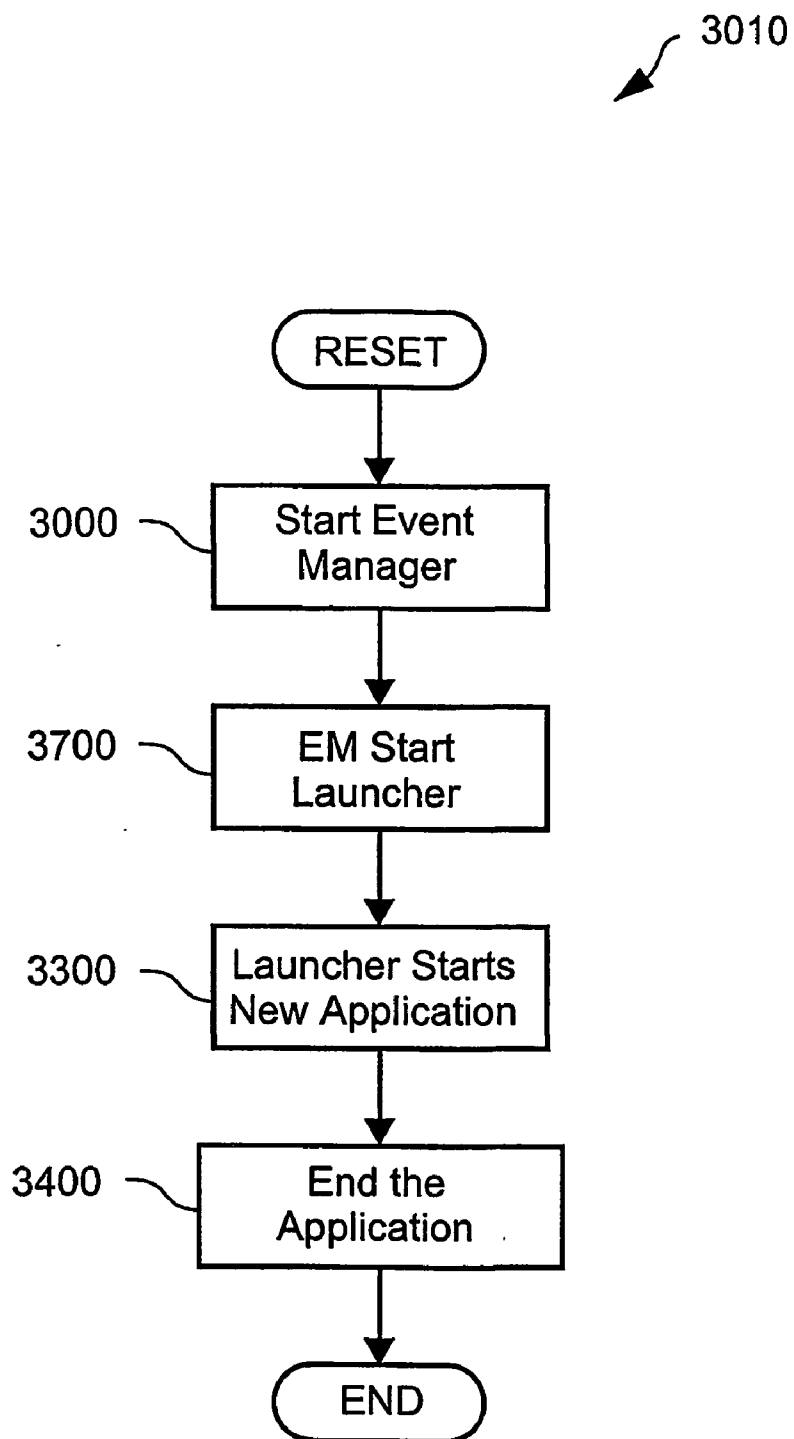 3010
RESET
3000
Start Event
Manager
3700
EM Start
Launcher
3300
Launcher Starts
New Application
3400
End the
Application
END